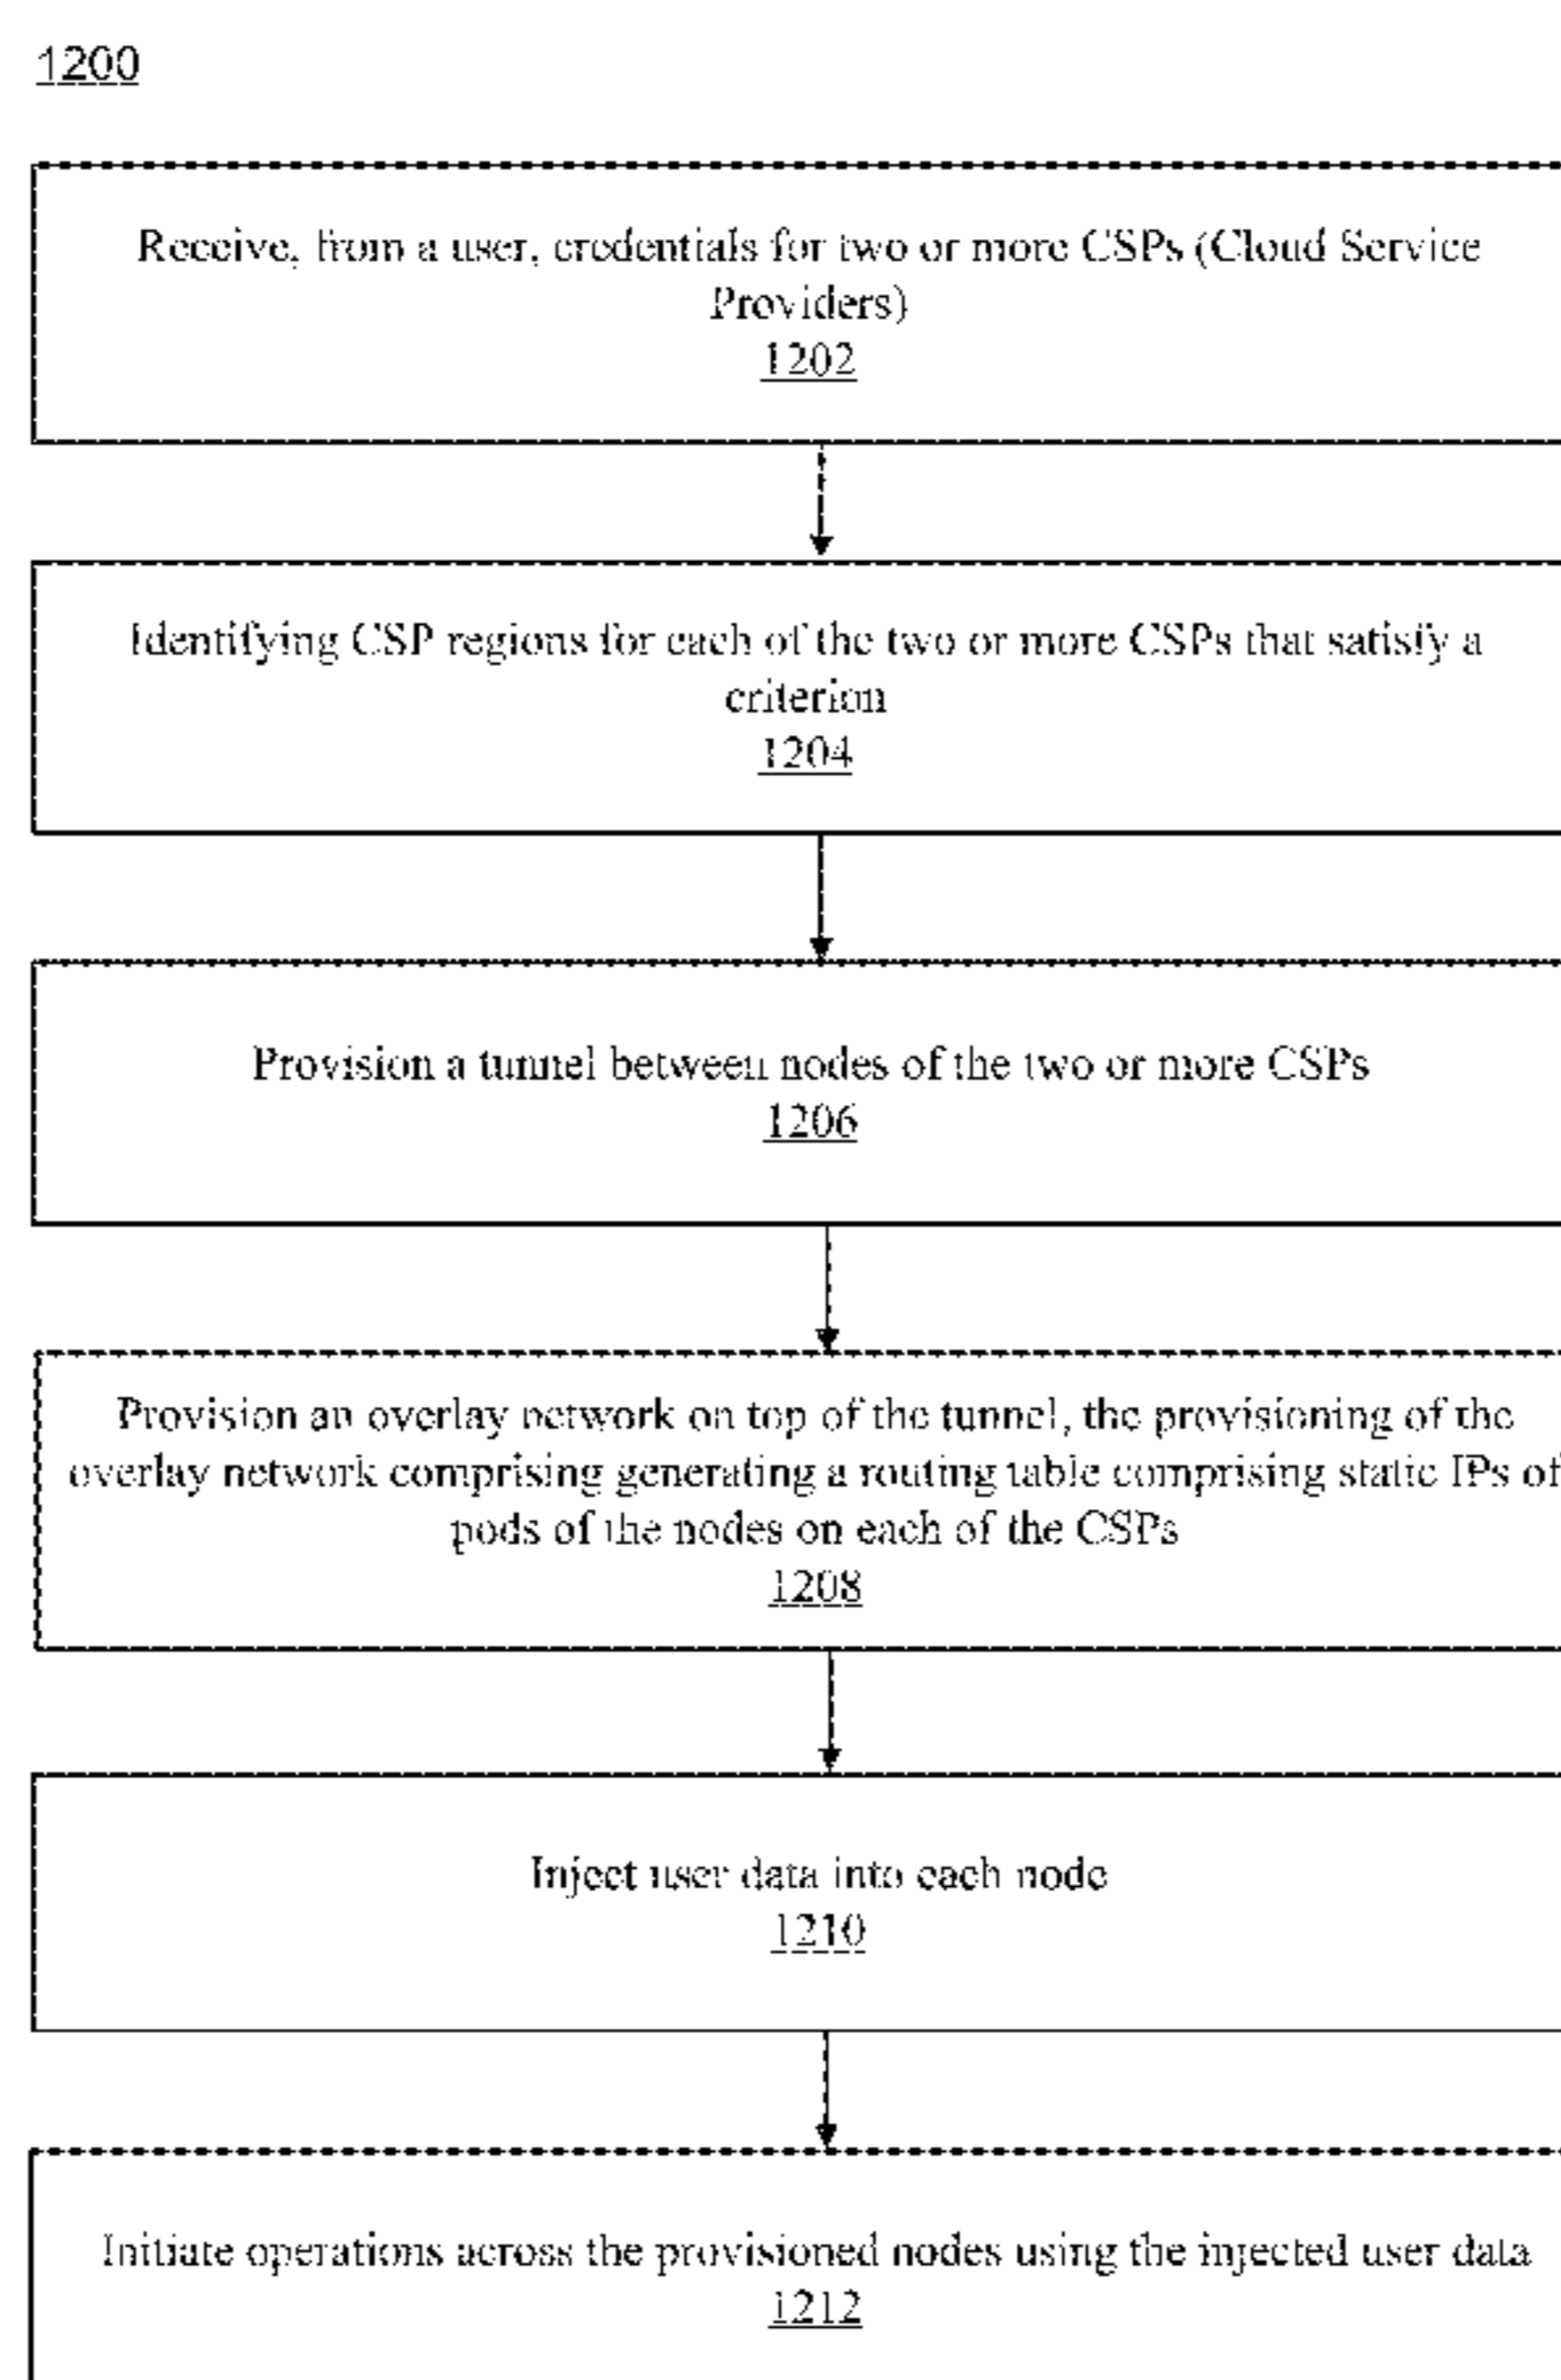 1200
Receive, from a user, credentials for two or more CSPs (Cloud Service
Providers)
1202
Identifying CSP regions for each of the two or more CSPs that satisfy a
criterion
1204
Provision a tunnel between nodes of the two or more CSPs
1206
Provision an overlay network on top of the tunnel, the provisioning of the
overlay network comprising generating a routing table comprising static IPs of
pods of the nodes on each of the CSPs
1208
Inject user data into each node
1210
Initiate operations across the provisioned nodes using the injected user data
1212